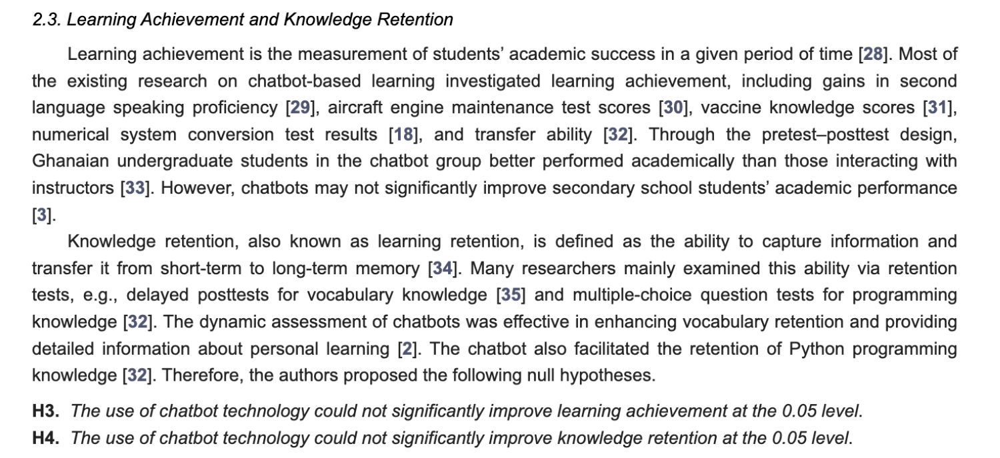 2.3. Learning Achievement and Knowledge Retention
Learning achievement is the measurement of students’ academic success in a given period of time [28]. Most of
the existing research on chatbot-based learning investigated learning achievement, including gains in second
language speaking proficiency [29], aircraft engine maintenance test scores [30], vaccine knowledge scores [31],
numerical system conversion test results [18], and transfer ability [32]. Through the pretest–posttest design,
Ghanaian undergraduate students in the chatbot group better performed academically than those interacting with
instructors [33]. However, chatbots may not significantly improve secondary school students’ academic performance
[3].
Knowledge retention, also known as learning retention, is defined as the ability to capture information and
transfer it from short-term to long-term memory [34]. Many researchers mainly examined this ability via retention
tests, e.g., delayed posttests for vocabulary knowledge [35] and multiple-choice question tests for programming
knowledge [32]. The dynamic assessment of chatbots was effective in enhancing vocabulary retention and providing
detailed information about personal learning [2]. The chatbot also facilitated the retention of Python programming
knowledge [32]. Therefore, the authors proposed the following null hypotheses.
H3. The use of chatbot technology could not significantly improve learning achievement at the 0.05 level.
H4. The use of chatbot technology could not significantly improve knowledge retention at the 0.05 level.